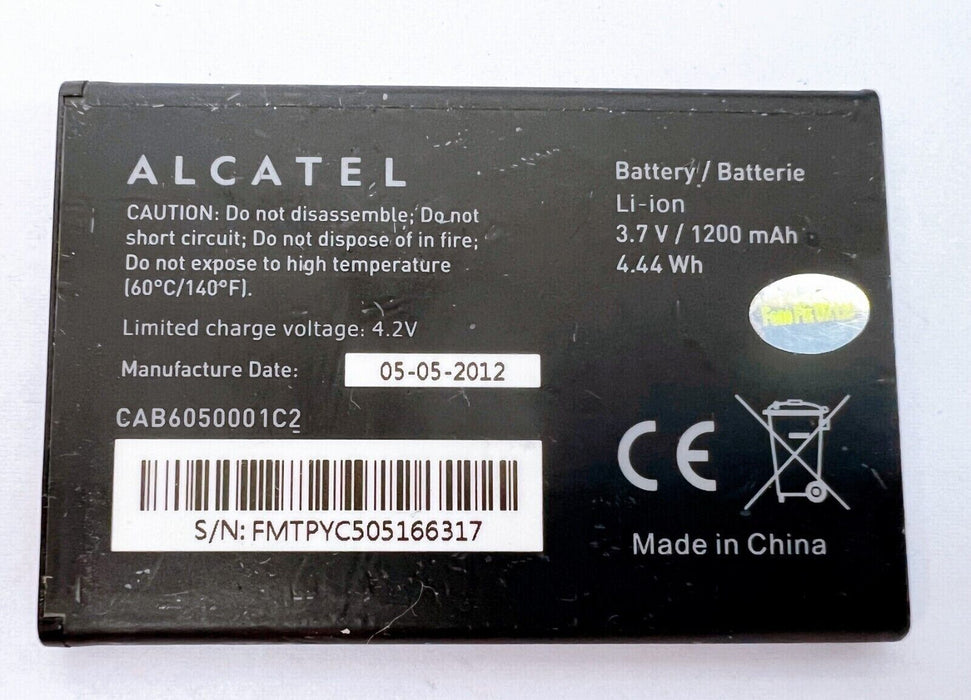 ALCATEL
CAUTION: Do not disassemble; Do not
short circuit; Do not dispose of in fire;
Do not expose to high temperature
(60°C/140°F).
Limited charge voltage: 4.2V
Manufacture Date: 05-05-2012
CAB6050001C2
S/N: FMTPYC505166317
Battery / Batterie
Li-ion
3.7 V / 1200 mAh
4.44 Wh
CE
Made in China